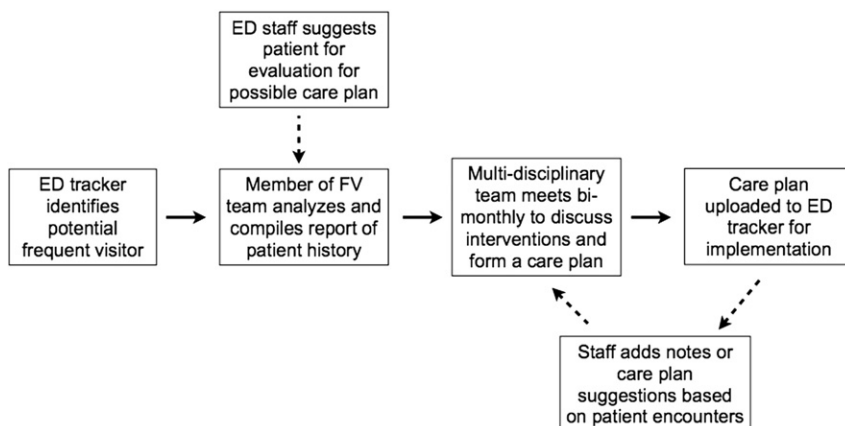 ED staff suggests
patient for
evaluation for
possible care plan
ED tracker
identifies
potential
frequent visitor
Member of FV
team analyzes and
compiles report of
patient history
Multi-disciplinary
team meets bi-
monthly to discuss
interventions and
form a care plan
Care plan
uploaded to ED
tracker for
implementation
Staff adds notes or
care plan
suggestions based
on patient encounters